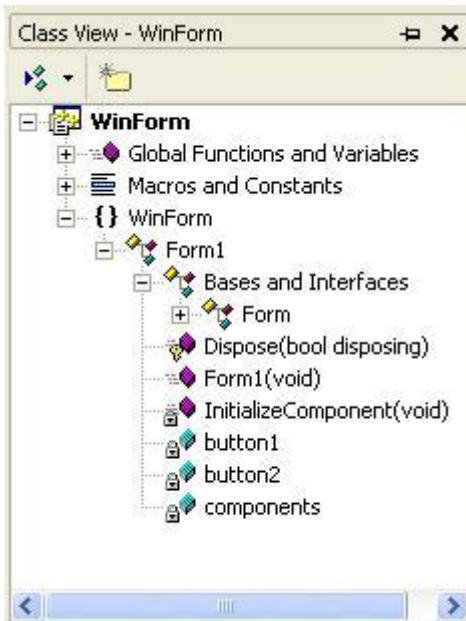 Class View - WinForm
WinForm
Global Functions and Variables
Macros and Constants
{} WinForm
Form1
Bases and Interfaces
Form
Dispose(bool disposing)
Form1(void)
InitializeComponent(void)
button1
button2
components